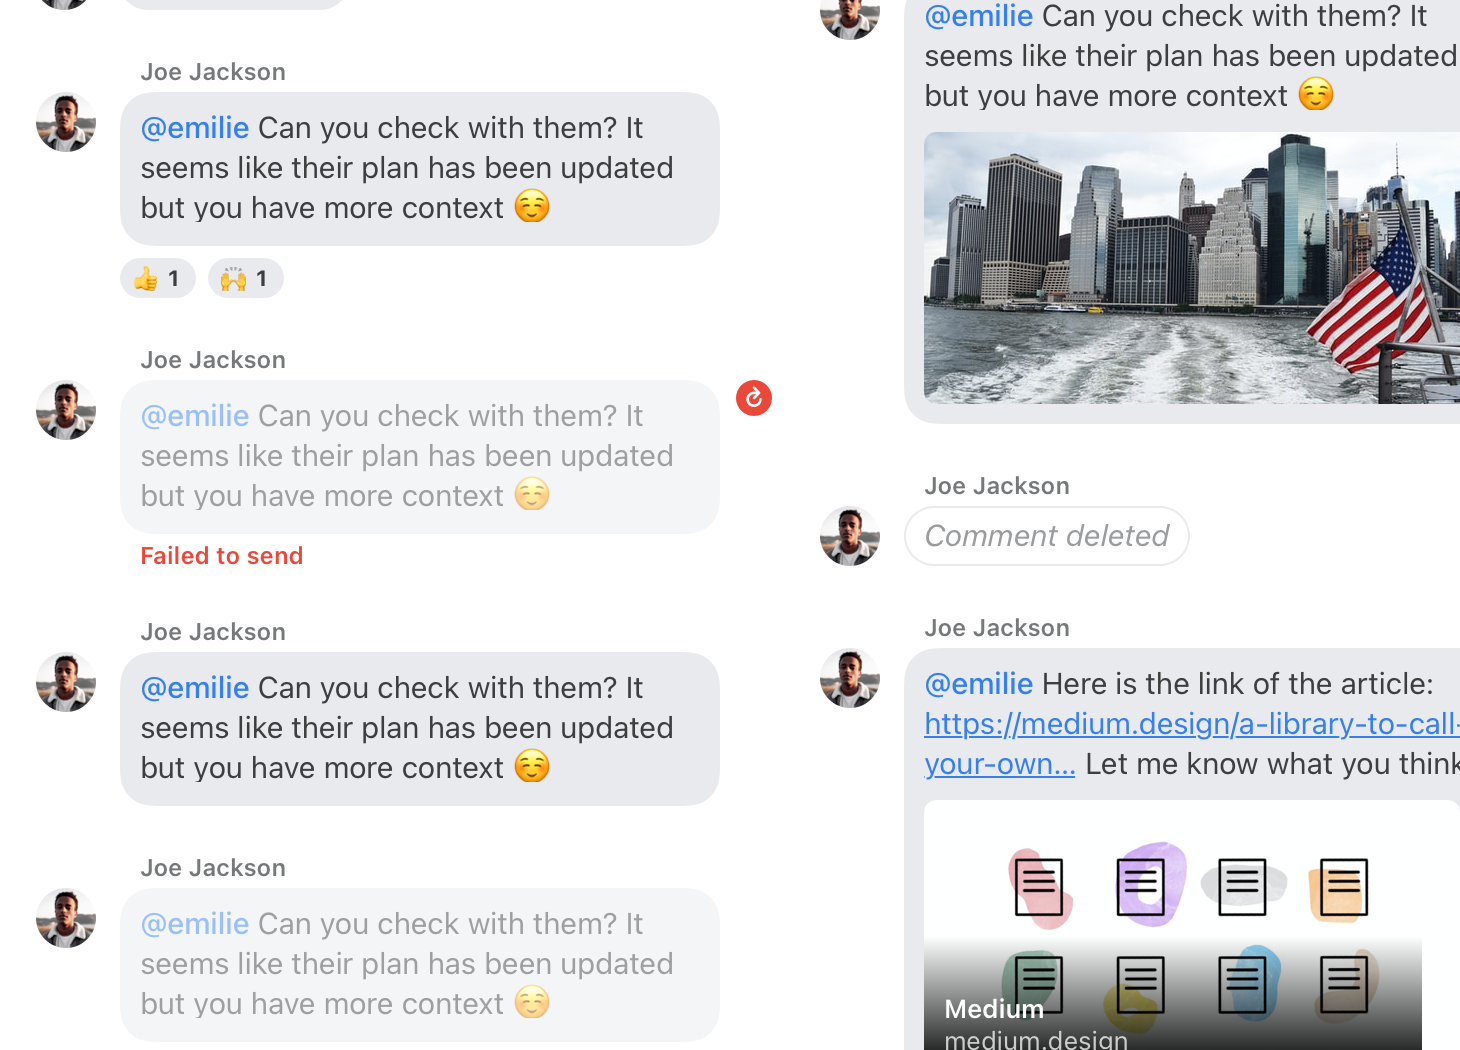 Joe Jackson
@emilie Can you check with them? It
seems like their plan has been updated
but you have more context ☺️
👍 1 🙌 1
Joe Jackson
@emilie Can you check with them? It
seems like their plan has been updated
but you have more context ☺️
Failed to send
Joe Jackson
@emilie Can you check with them? It
seems like their plan has been updated
but you have more context ☺️
Joe Jackson
@emilie Can you check with them? It
seems like their plan has been updated
but you have more context ☺️
@emilie Can you check with them? It
seems like their plan has been updated
but you have more context ☺️
Joe Jackson
Comment deleted
Joe Jackson
@emilie Here is the link of the article:
https://medium.design/a-library-to-call-
your-own... Let me know what you think
Medium
medium.design